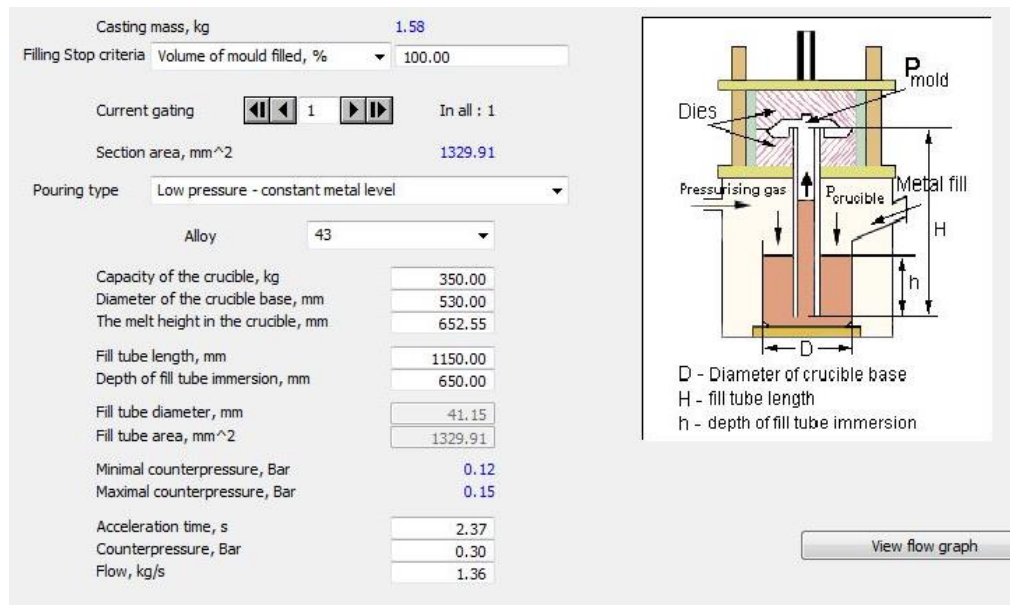 Casting mass, kg 1.58
Filling Stop criteria Volume of mould filled, % 100.00
Current gating 1 In all : 1
Section area, mm^2 1329.91
Pouring type Low pressure - constant metal level
Alloy 43
Capacity of the crucible, kg 350.00
Diameter of the crucible base, mm 530.00
The melt height in the crucible, mm 652.55
Fill tube length, mm 1150.00
Depth of fill tube immersion, mm 650.00
Fill tube diameter, mm 41.15
Fill tube area, mm^2 1329.91
Minimal counterpressure, Bar 0.12
Maximal counterpressure, Bar 0.15
Acceleration time, s 2.37
Counterpressure, Bar 0.30
Flow, kg/s 1.36
Pmold
Dies
Pressurising gas
Pcrucible
Metal fill
H
h
D
D - Diameter of crucible base
H - fill tube length
h - depth of fill tube immersion
View flow graph